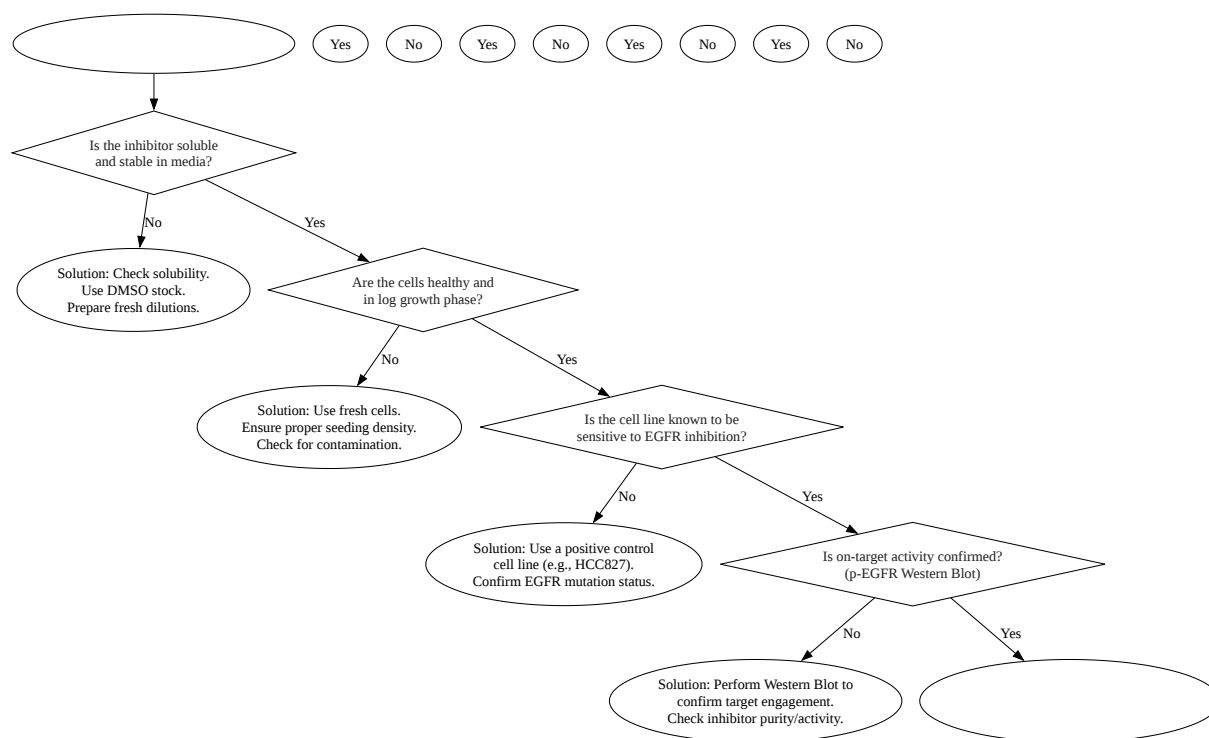 Yes
No
Yes
No
Yes
No
Yes
No
Is the inhibitor soluble
and stable in media?
No
Yes
Solution: Check solubility.
Use DMSO stock.
Prepare fresh dilutions.
Are the cells healthy and
in log growth phase?
No
Yes
Solution: Use fresh cells.
Ensure proper seeding density.
Check for contamination.
Is the cell line known to be
sensitive to EGFR inhibition?
No
Yes
Solution: Use a positive control
cell line (e.g., HCC827).
Confirm EGFR mutation status.
Is on-target activity confirmed?
(p-EGFR Western Blot)
No
Yes
Solution: Perform Western Blot to
confirm target engagement.
Check inhibitor purity/activity.